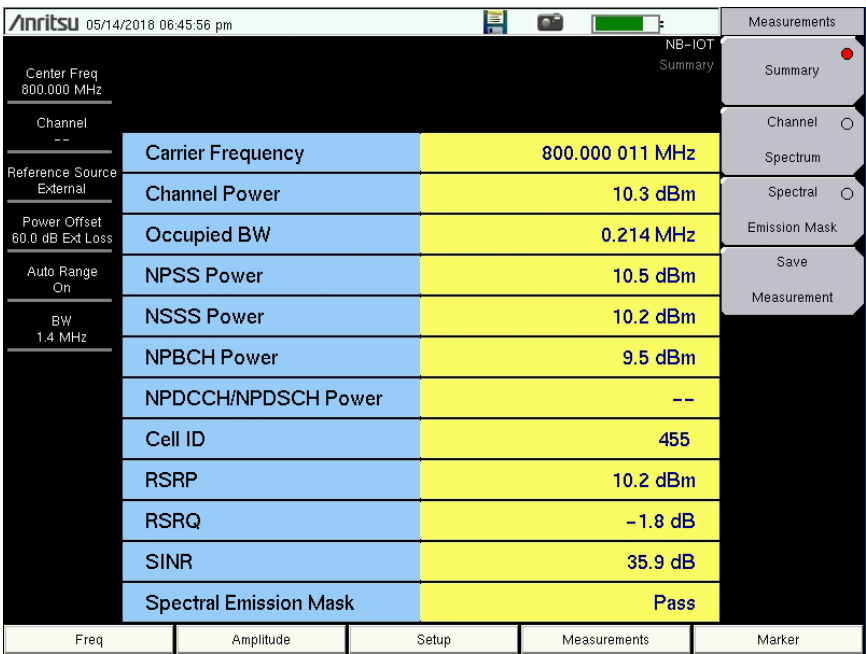 Anritsu 05/14/2018 06:45:56 pm
Measurements
NB-IOT
Summary
Center Freq
800.000 MHz
Channel
--
Reference Source
External
Power Offset
60.0 dB Ext Loss
Auto Range
On
BW
1.4 MHz
Carrier Frequency 800.000 011 MHz
Channel Power 10.3 dBm
Occupied BW 0.214 MHz
NPSS Power 10.5 dBm
NSSS Power 10.2 dBm
NPBCH Power 9.5 dBm
NPDCCH/NPDSCH Power --
Cell ID 455
RSRP 10.2 dBm
RSRQ -1.8 dB
SINR 35.9 dB
Spectral Emission Mask Pass
Summary
Channel
Spectrum
Spectral
Emission Mask
Save
Measurement
Freq Amplitude Setup Measurements Marker